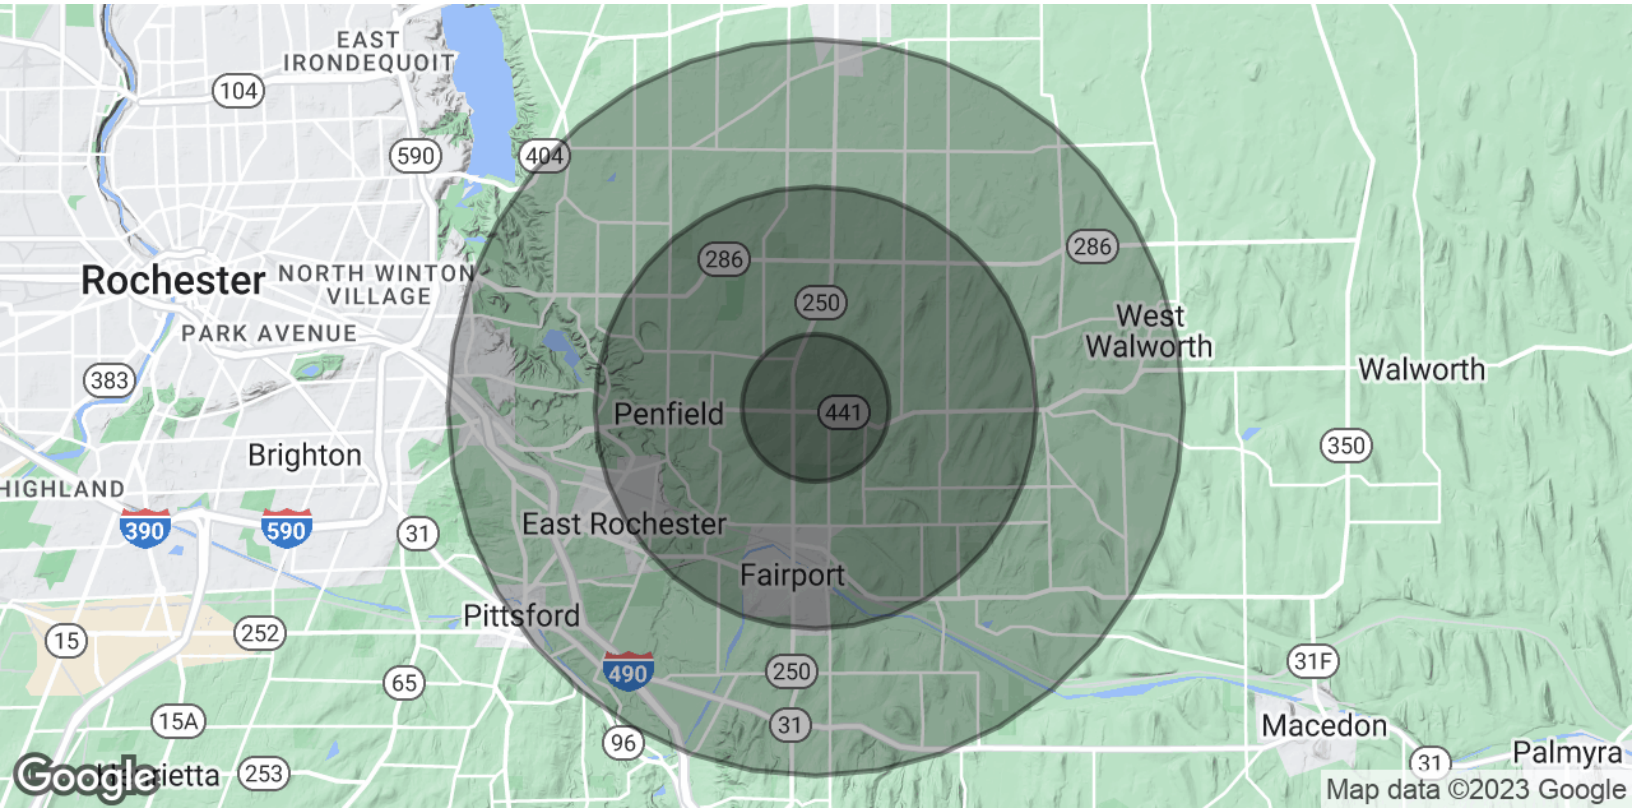 EAST
IRONDEQUOIT
104
590
404
286
286
Rochester
NORTH WINTON
VILLAGE
250
West
Walworth
PARK AVENUE
Walworth
383
Penfield
441
350
Brighton
HIGHLAND
390
590
31
East Rochester
Fairport
Pittsford
15
252
31F
490
250
65
15A
31
Macedon
96
Palmyra
31
Google
Henrietta
253
Map data ©2023 Google